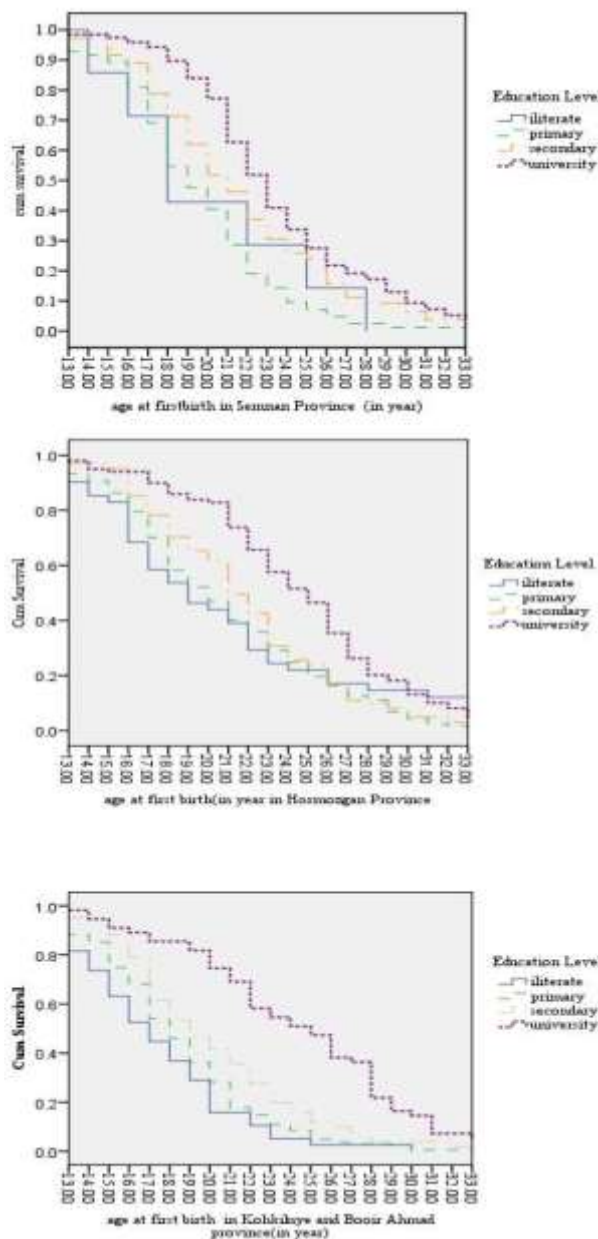 1.0
0.9
0.8
0.7
0.6
0.5
0.4
0.3
0.2
0.1
0.0
cum survival
13.00 14.00 15.00 16.00 17.00 18.00 19.00 20.00 21.00 22.00 23.00 24.00 25.00 26.00 27.00 28.00 29.00 30.00 31.00 32.00 33.00
age at firstbirth in Semnan Province (in year)
Education Level
iliterate
primary
secondary
university
1.0
0.8
0.6
0.4
0.2
0.0
Cum Survival
13.00 14.00 15.00 16.00 17.00 18.00 19.00 20.00 21.00 22.00 23.00 24.00 25.00 26.00 27.00 28.00 29.00 30.00 31.00 32.00 33.00
age at first birth(in year in Hormongan Province
Education Level
iliterate
primary
secondary
university
1.0
0.8
0.6
0.4
0.2
0.0
Cum Survival
13.00 14.00 15.00 16.00 17.00 18.00 19.00 20.00 21.00 22.00 23.00 24.00 25.00 26.00 27.00 28.00 29.00 30.00 31.00 32.00 33.00
age at first birth in and Ahmad
province(in year)
Education Level
iliterate
primary
secondary
university